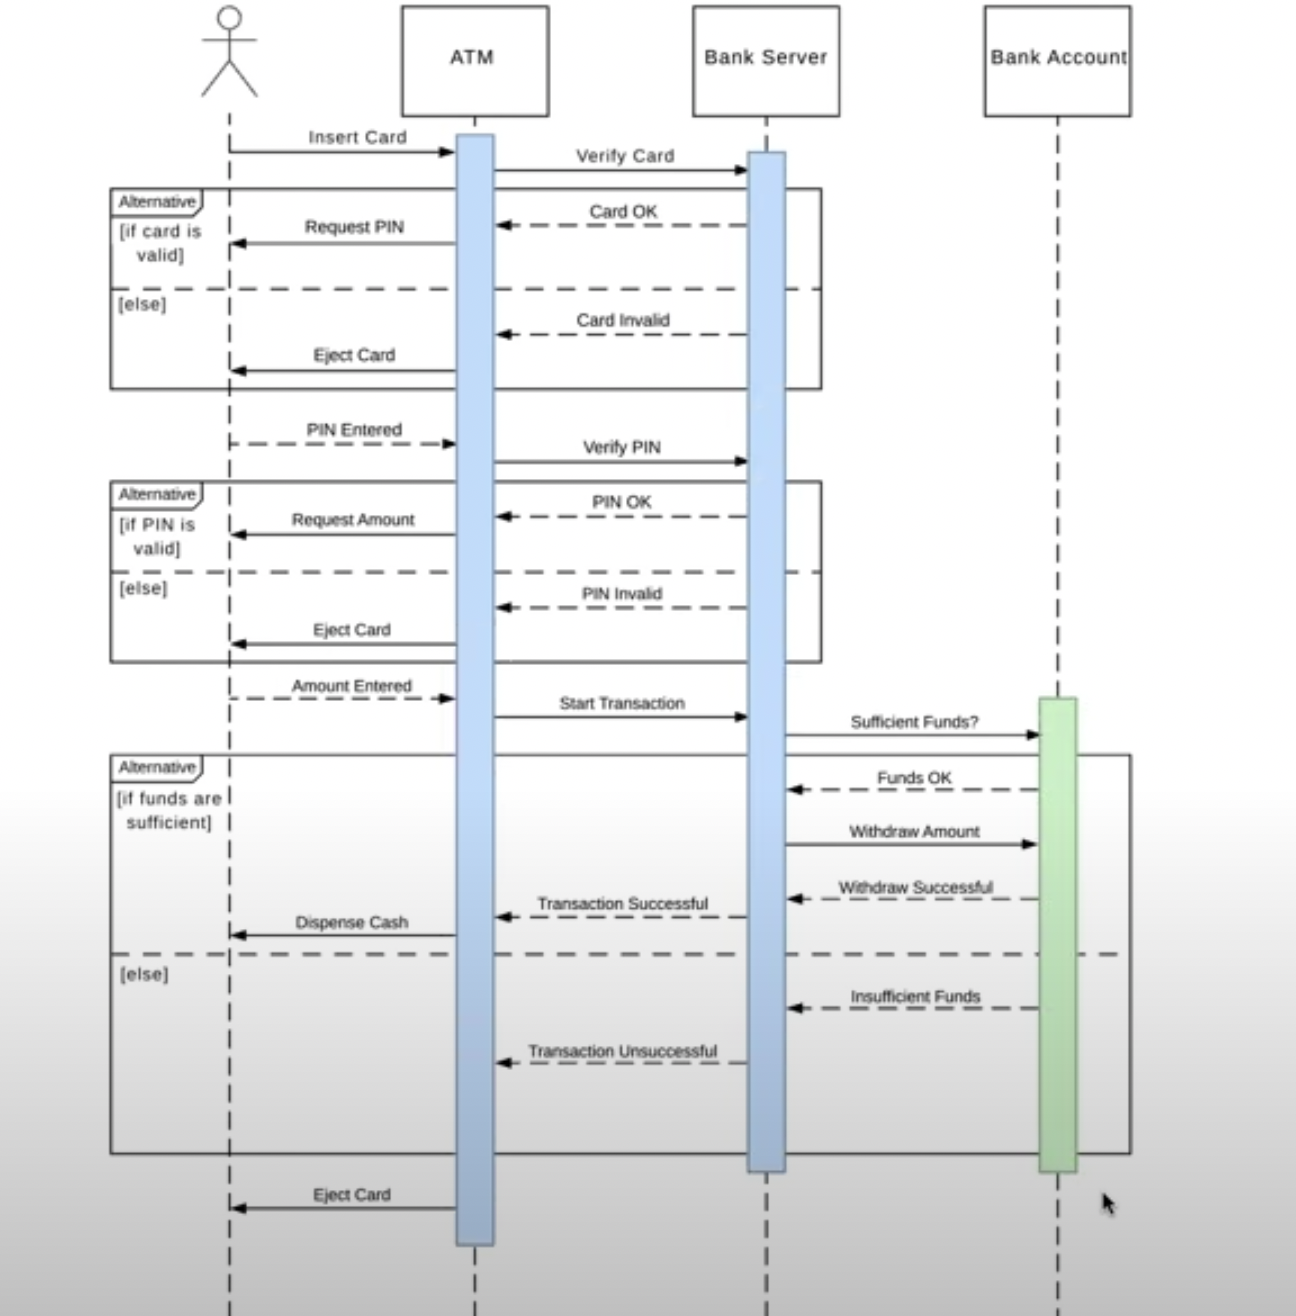 ATM
Bank Server
Bank Account
Insert Card
Verify Card
Alternative
Card OK
[if card is
valid]
Request PIN
[else]
Card Invalid
Eject Card
PIN Entered
Verify PIN
Alternative
PIN OK
[if PIN is
valid]
Request Amount
[else]
PIN Invalid
Eject Card
Amount Entered
Start Transaction
Sufficient Funds?
Alternative
Funds OK
[if funds are
sufficient]
Withdraw Amount
Withdraw Successful
Transaction Successful
Dispense Cash
[else]
Insufficient Funds
Transaction Unsuccessful
Eject Card